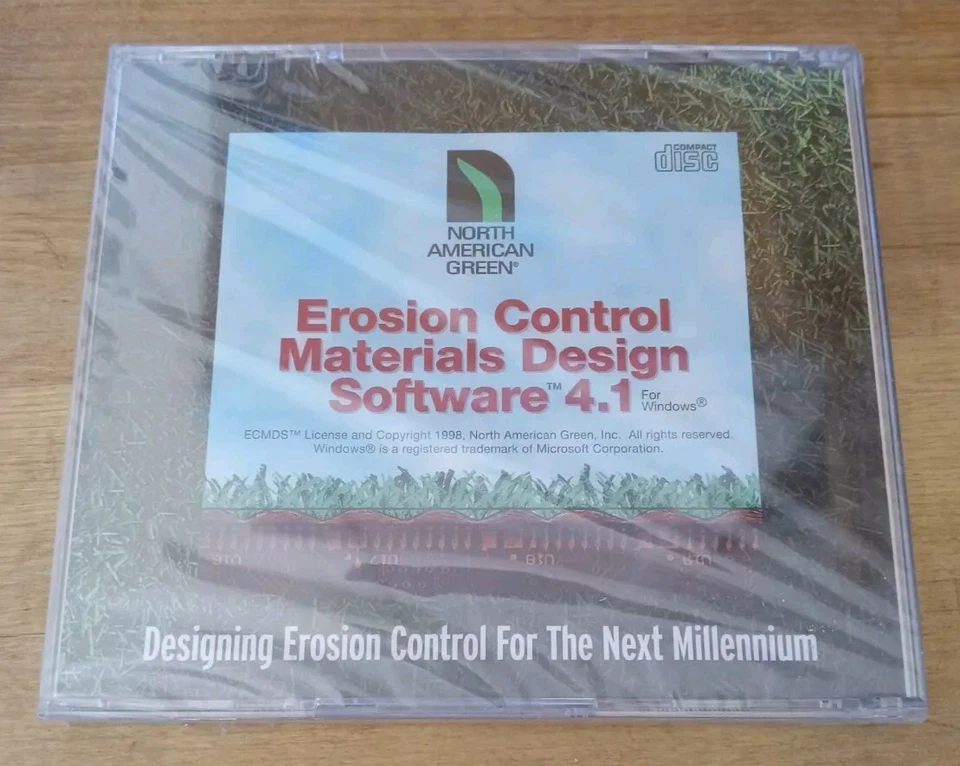 COMPACT
disc
NORTH
AMERICAN
GREEN®
Erosion Control
Materials Design
Software™ 4.1 For Windows®
ECMDS™ License and Copyright 1998, North American Green, Inc. All rights reserved.
Windows® is a registered trademark of Microsoft Corporation.
Designing Erosion Control For The Next Millennium